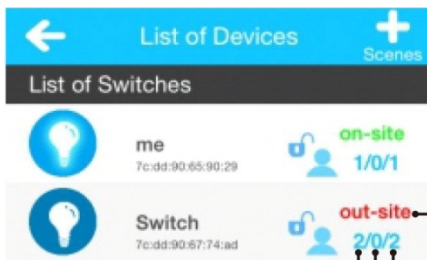 List of Devices
Scenes
List of Switches
me
on-site
7c:dd:90:65:90:29
1/0/1
Switch
out-site
7c:dd:90:67:74:ad
2/0/2